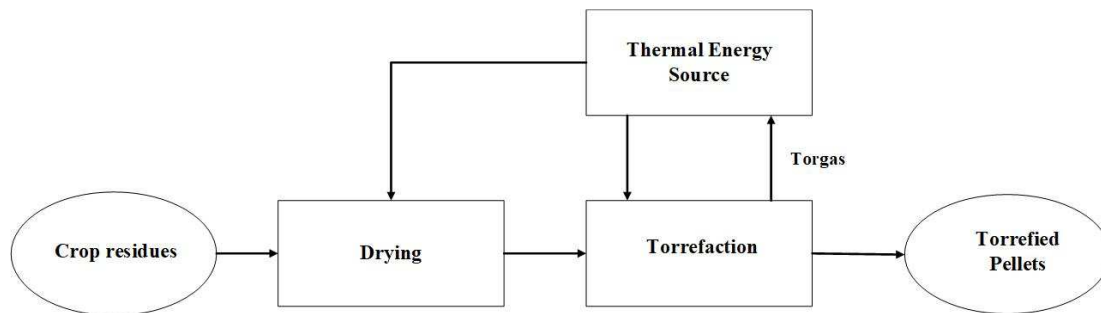 Thermal Energy
Source
Torgas
Crop residues
Drying
Torrefaction
Torrefied
Pellets